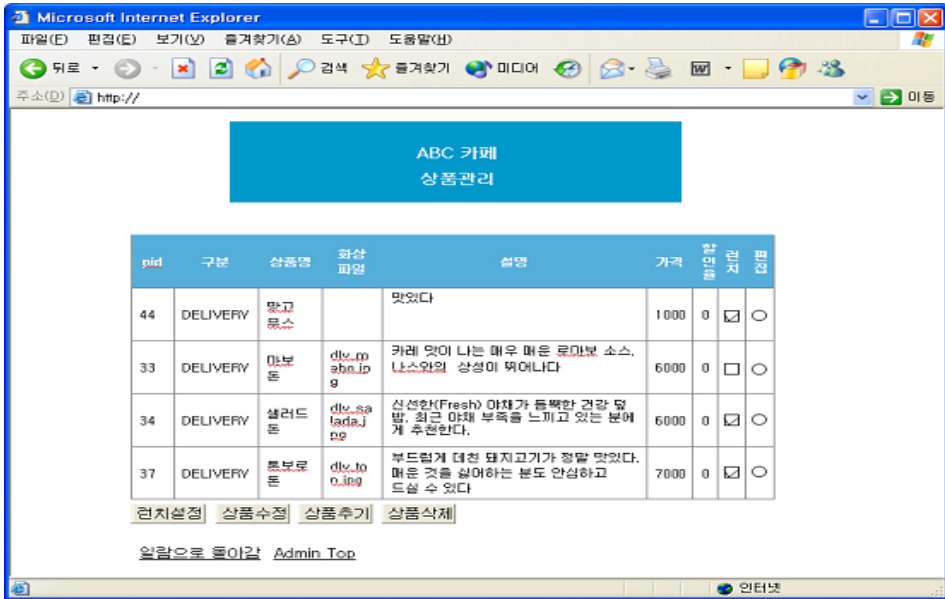 Microsoft Internet Explorer
파일(F) 편집(E) 보기(V) 즐겨찾기(A) 도구(T) 도움말(H)
뒤로 검색 즐겨찾기 미디어
주소(D) http:// 이동
ABC 카페
상품관리
pid 구분 상품명 화상 파일 설명 가격 할인율 런치 편집
44 DELIVERY 망고 뮤스 맛있다 1000 0
33 DELIVERY 마보 돈 dlv_m abo.jp g 카레 맛이 나는 매우 매운 로마보 소스,
나스와의 상성이 뛰어나다 6000 0
34 DELIVERY 샐러드 돈 dlv_sa lada.j pg 신선한(Fresh) 야채가 듬뿍한 건강 덮
밥, 최근 야채 부족을 느끼고 있는 분에
게 추천한다. 6000 0
37 DELIVERY 톤보로 돈 dlv_to n.jpg 부드럽게 데친 돼지고기가 정말 맛있다.
매운 것을 싫어하는 분도 안심하고
드실 수 있다 7000 0
런치설정 상품수정 상품추기 상품삭제
일람으로 돌아감 Admin Top
인터넷